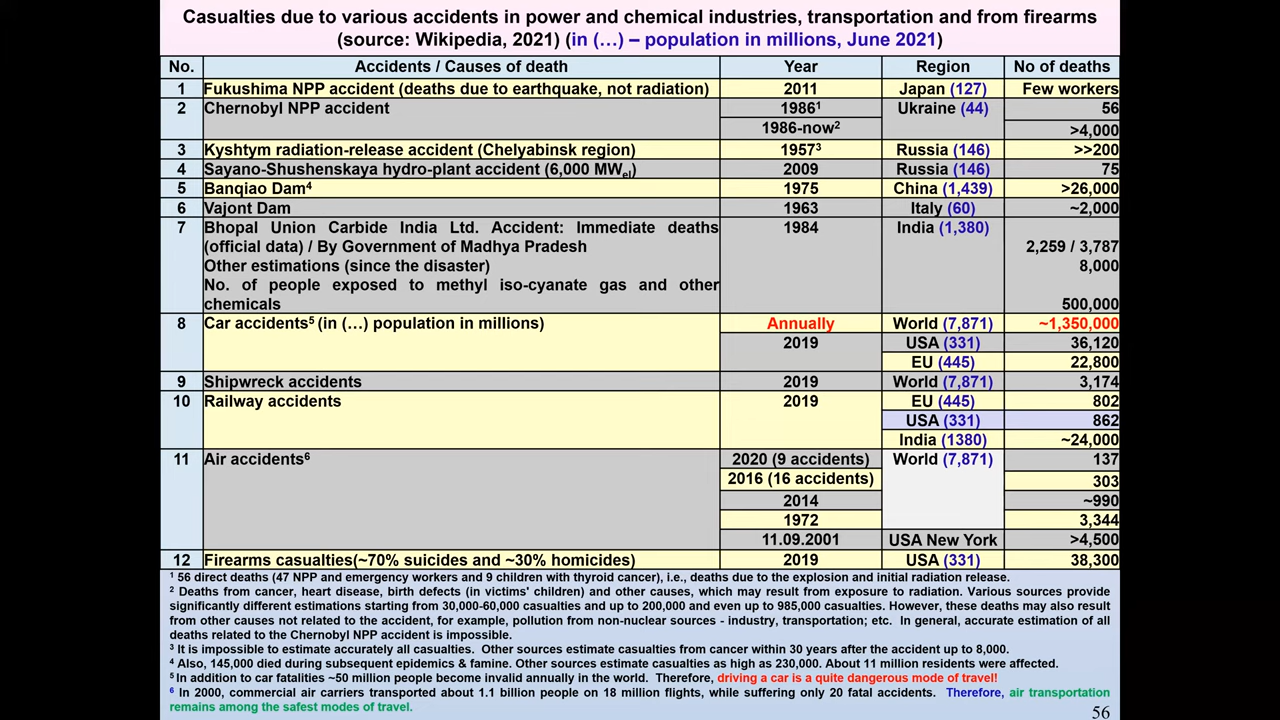 Casualties due to various accidents in power and chemical industries, transportation and from firearms
(source: Wikipedia, 2021) (in (…) – population in millions, June 2021)
No. Accidents / Causes of death Year Region No of deaths
1 Fukushima NPP accident (deaths due to earthquake, not radiation) 2011 Japan (127) Few workers
2 Chernobyl NPP accident 1986¹ Ukraine (44) 56
1986-now² >4,000
3 Kyshtym radiation-release accident (Chelyabinsk region) 1957³ Russia (146) >>200
4 Sayano-Shushenskaya hydro-plant accident (6,000 MWel) 2009 Russia (146) 75
5 Banqiao Dam⁴ 1975 China (1,439) >26,000
6 Vajont Dam 1963 Italy (60) ~2,000
7 Bhopal Union Carbide India Ltd. Accident: Immediate deaths 1984 India (1,380)
(official data) / By Government of Madhya Pradesh 2,259 / 3,787
Other estimations (since the disaster) 8,000
No. of people exposed to methyl iso-cyanate gas and other
chemicals 500,000
8 Car accidents⁵ (in (…) population in millions) Annually World (7,871) ~1,350,000
2019 USA (331) 36,120
EU (445) 22,800
9 Shipwreck accidents 2019 World (7,871) 3,174
10 Railway accidents 2019 EU (445) 802
USA (331) 862
India (1380) ~24,000
11 Air accidents⁶ 2020 (9 accidents) World (7,871) 137
2016 (16 accidents) 303
2014 ~990
1972 3,344
11.09.2001 USA New York >4,500
12 Firearms casualties(~70% suicides and ~30% homicides) 2019 USA (331) 38,300
¹ 56 direct deaths (47 NPP and emergency workers and 9 children with thyroid cancer), i.e., deaths due to the explosion and initial radiation release.
² Deaths from cancer, heart disease, birth defects (in victims' children) and other causes, which may result from exposure to radiation. Various sources provide
significantly different estimations starting from 30,000-60,000 casualties and up to 200,000 and even up to 985,000 casualties. However, these deaths may also result
from other causes not related to the accident, for example, pollution from non-nuclear sources - industry, transportation; etc. In general, accurate estimation of all
deaths related to the Chernobyl NPP accident is impossible.
³ It is impossible to estimate accurately all casualties. Other sources estimate casualties from cancer within 30 years after the accident up to 8,000.
⁴ Also, 145,000 died during subsequent epidemics & famine. Other sources estimate casualties as high as 230,000. About 11 million residents were affected.
⁵ In addition to car fatalities ~50 million people become invalid annually in the world. Therefore, driving a car is a quite dangerous mode of travel!
⁶ In 2000, commercial air carriers transported about 1.1 billion people on 18 million flights, while suffering only 20 fatal accidents. Therefore, air transportation
remains among the safest modes of travel.
56